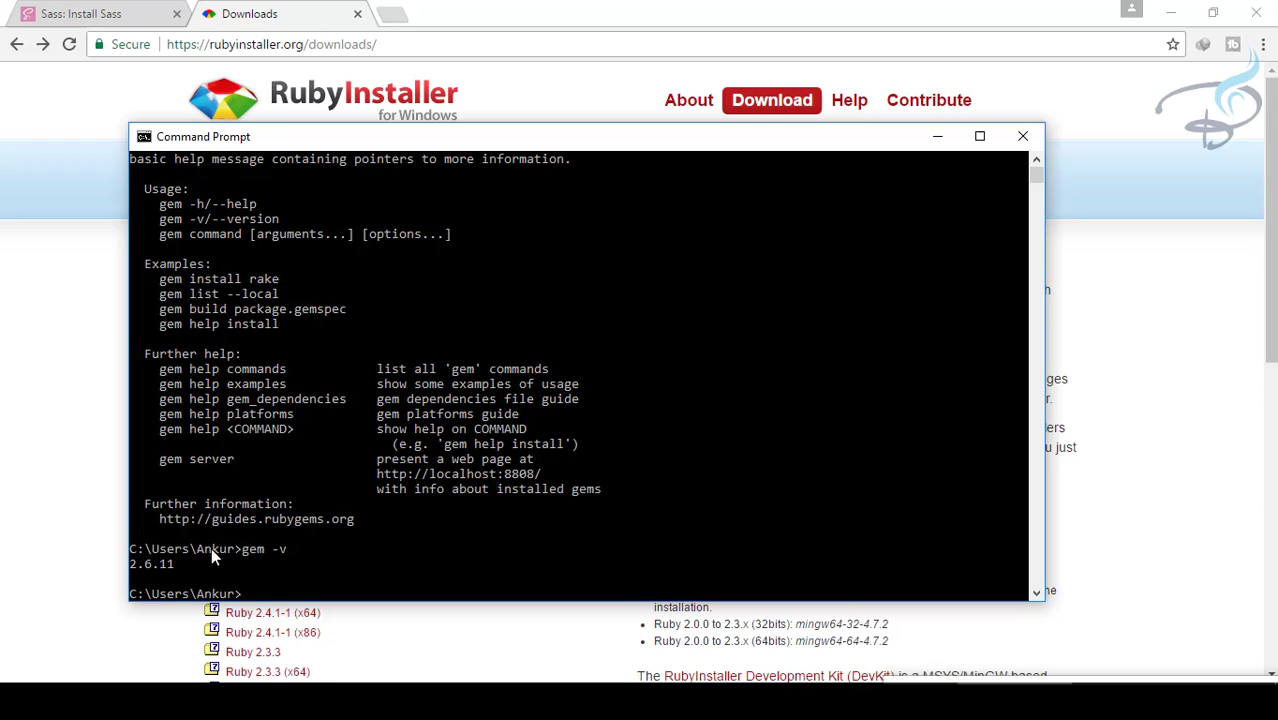 Sass: Install Sass
Downloads
Secure https://rubyinstaller.org/downloads/
RubyInstaller
for Windows
About Download Help Contribute
Command Prompt
basic help message containing pointers to more information.
Usage:
gem -h/--help
gem -v/--version
gem command [arguments...] [options...]
Examples:
gem install rake
gem list --local
gem build package.gemspec
gem help install
Further help:
gem help commands list all 'gem' commands
gem help examples show some examples of usage
gem help gem_dependencies gem dependencies file guide
gem help platforms gem platforms guide
gem help <COMMAND> show help on COMMAND
(e.g. 'gem help install')
gem server present a web page at
http://localhost:8808/
with info about installed gems
Further information:
http://guides.rubygems.org
C:\Users\Ankur>gem -v
2.6.11
C:\Users\Ankur>
Ruby 2.4.1-1 (x64)
Ruby 2.4.1-1 (x86)
Ruby 2.3.3
Ruby 2.3.3 (x64)
installation.
Ruby 2.0.0 to 2.3.x (32bits): mingw64-32-4.7.2
Ruby 2.0.0 to 2.3.x (64bits): mingw64-64-4.7.2
The RubyInstaller Development Kit (DevKit) is a MSYS/MinGW based